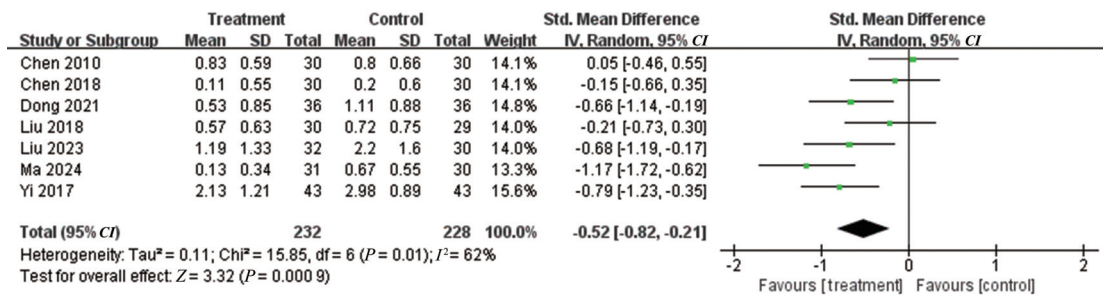 Treatment Control Std. Mean Difference Std. Mean Difference
Study or Subgroup Mean SD Total Mean SD Total Weight IV, Random, 95% CI IV, Random, 95% CI
Chen 2010 0.83 0.59 30 0.8 0.66 30 14.1% 0.05 [-0.46, 0.55]
Chen 2018 0.11 0.55 30 0.2 0.6 30 14.1% -0.15 [-0.66, 0.35]
Dong 2021 0.53 0.85 36 1.11 0.88 36 14.8% -0.66 [-1.14, -0.19]
Liu 2018 0.57 0.63 30 0.72 0.75 29 14.0% -0.21 [-0.73, 0.30]
Liu 2023 1.19 1.33 32 2.2 1.6 30 14.1% -0.68 [-1.19, -0.17]
Ma 2024 0.13 0.34 31 0.67 0.55 30 13.3% -1.17 [-1.72, -0.62]
Yi 2017 2.13 1.21 43 2.98 0.89 43 15.6% -0.79 [-1.23, -0.35]
Total (95% CI) 232 228 100.0% -0.52 [-0.82, -0.21]
Heterogeneity: Tau² = 0.11; Chi² = 15.85, df = 6 (P = 0.01); I² = 62%
Test for overall effect: Z = 3.32 (P = 0.000 9)
-2 -1 0 1 2
Favours [treatment] Favours [control]